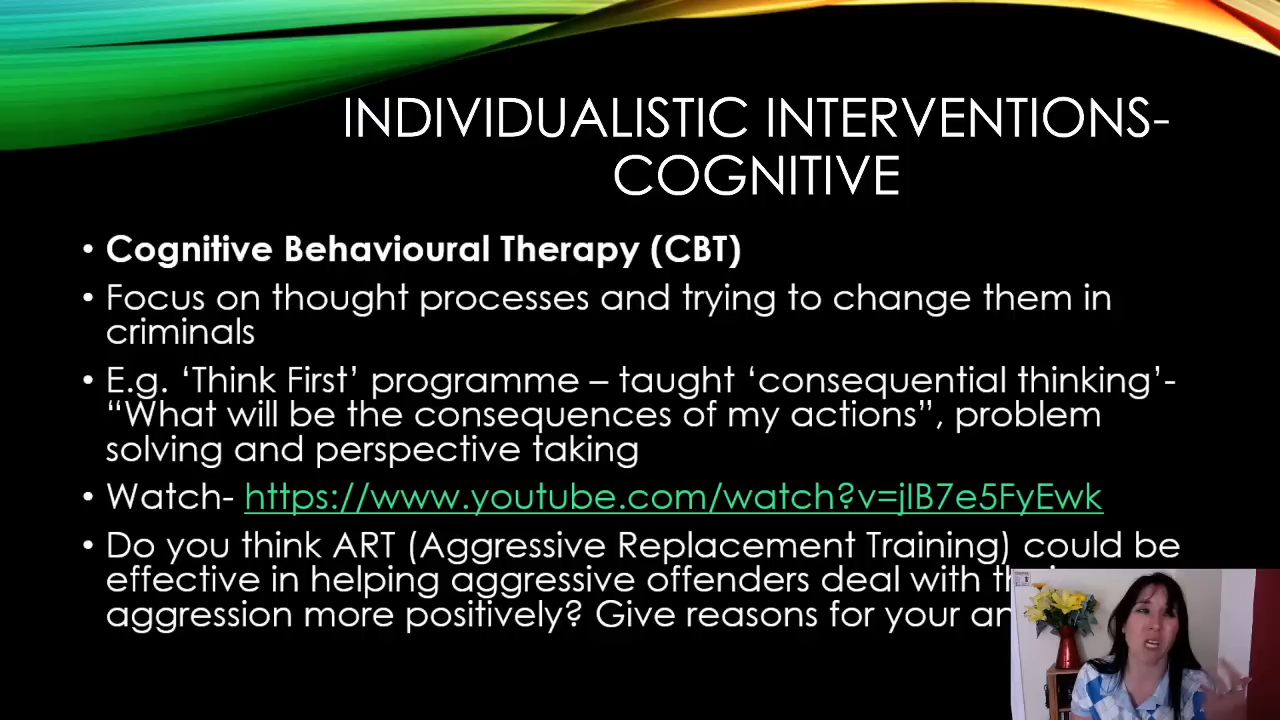 INDIVIDUALISTIC INTERVENTIONS-
COGNITIVE
• Cognitive Behavioural Therapy (CBT)
• Focus on thought processes and trying to change them in
criminals
• E.g. ‘Think First’ programme – taught ‘consequential thinking’-
“What will be the consequences of my actions”, problem
solving and perspective taking
• Watch- https://www.youtube.com/watch?v=jIB7e5FyEwk
• Do you think ART (Aggressive Replacement Training) could be
effective in helping aggressive offenders deal with
aggression more positively? Give reasons for your